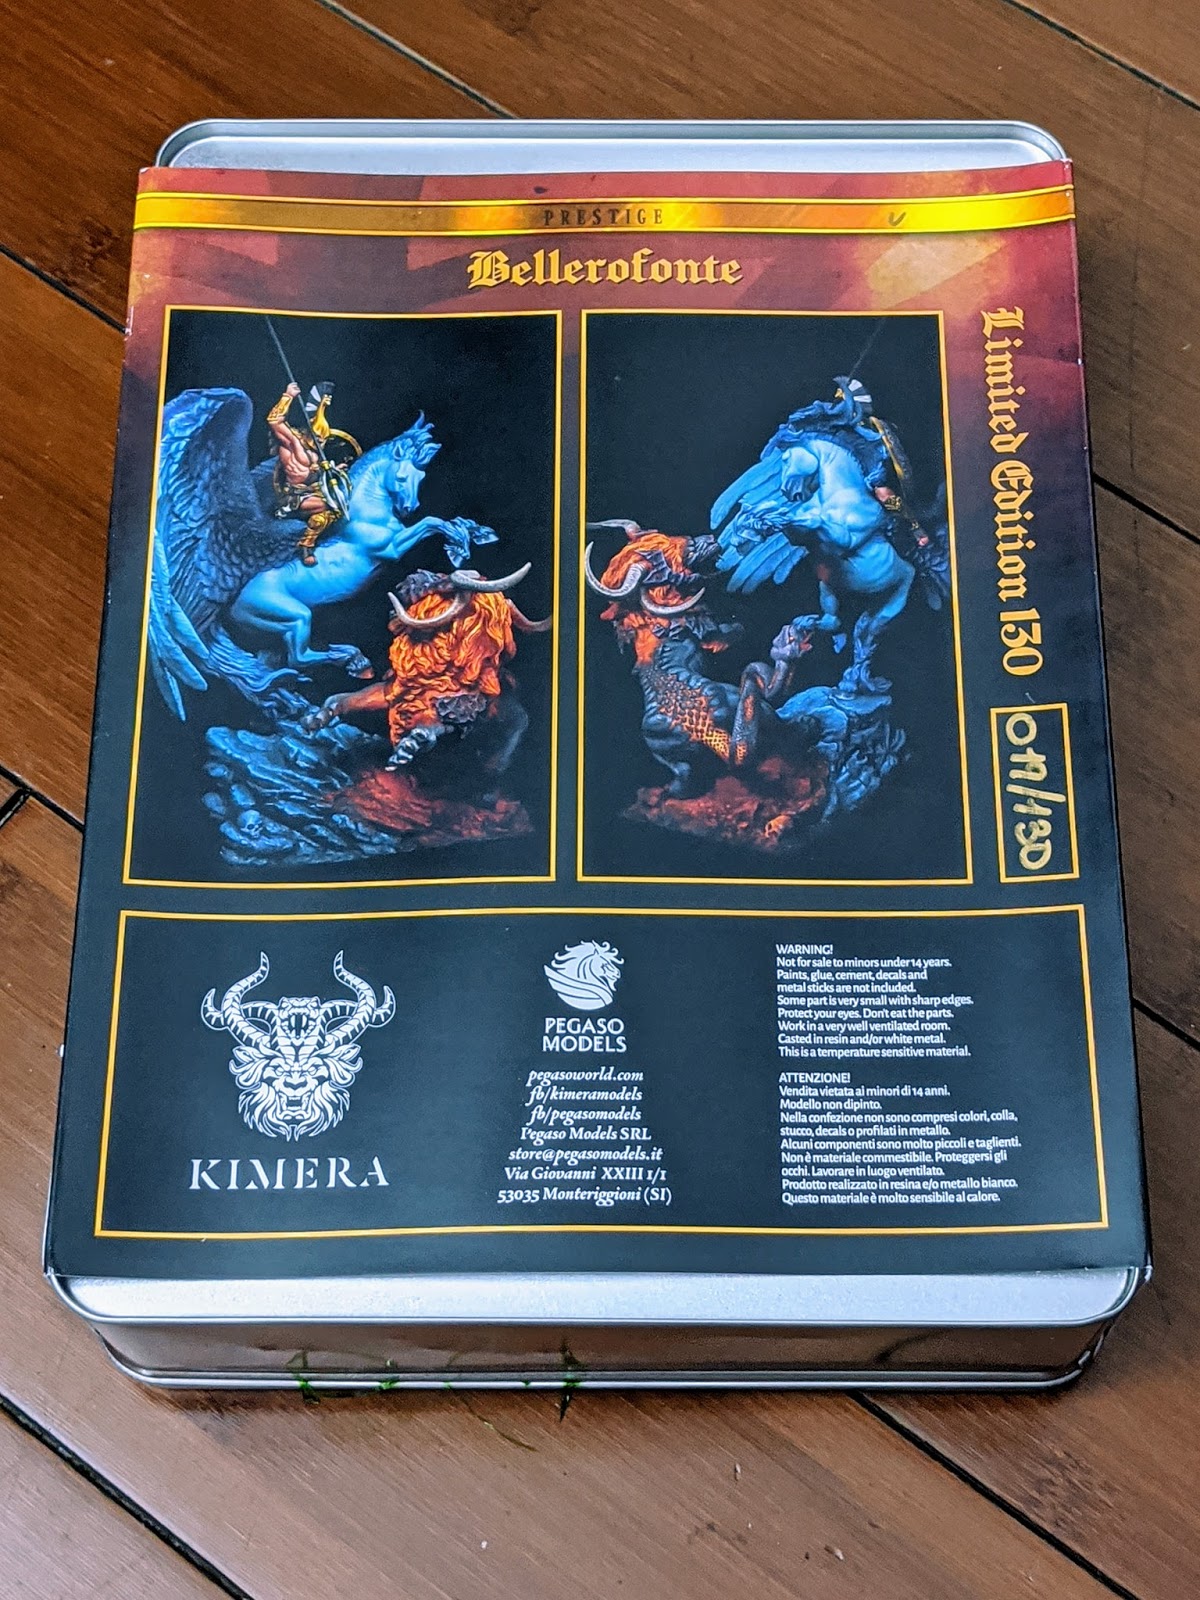 PRESTIGE
Bellerofonte
Limited Edition 130
/130
KIMERA
PEGASO
MODELS
pegasoworld.com
fb/kimeramodels
fb/pegasomodels
Pegaso Models SRL
store@pegasomodels.it
Via Giovanni XXIII 1/1
53035 Monteriggioni (SI)
WARNING!
Not for sale to minors under 14 years.
Paints, glue, cement, decals and
metal sticks are not included.
Some part is very small with sharp edges.
Protect your eyes. Don't eat the parts.
Work in a very well ventilated room.
Casted in resin and/or white metal.
This is a temperature sensitive material.
ATTENZIONE!
Vendita vietata ai minori di 14 anni.
Modello non dipinto.
Nella confezione non sono compresi colori, colla,
stucco, decals o profilati in metallo.
Alcuni componenti sono molto piccoli e taglienti.
Non è materiale commestibile. Proteggersi gli
occhi. Lavorare in luogo ventilato.
Prodotto realizzato in resina e/o metallo bianco.
Questo materiale è molto sensibile al calore.